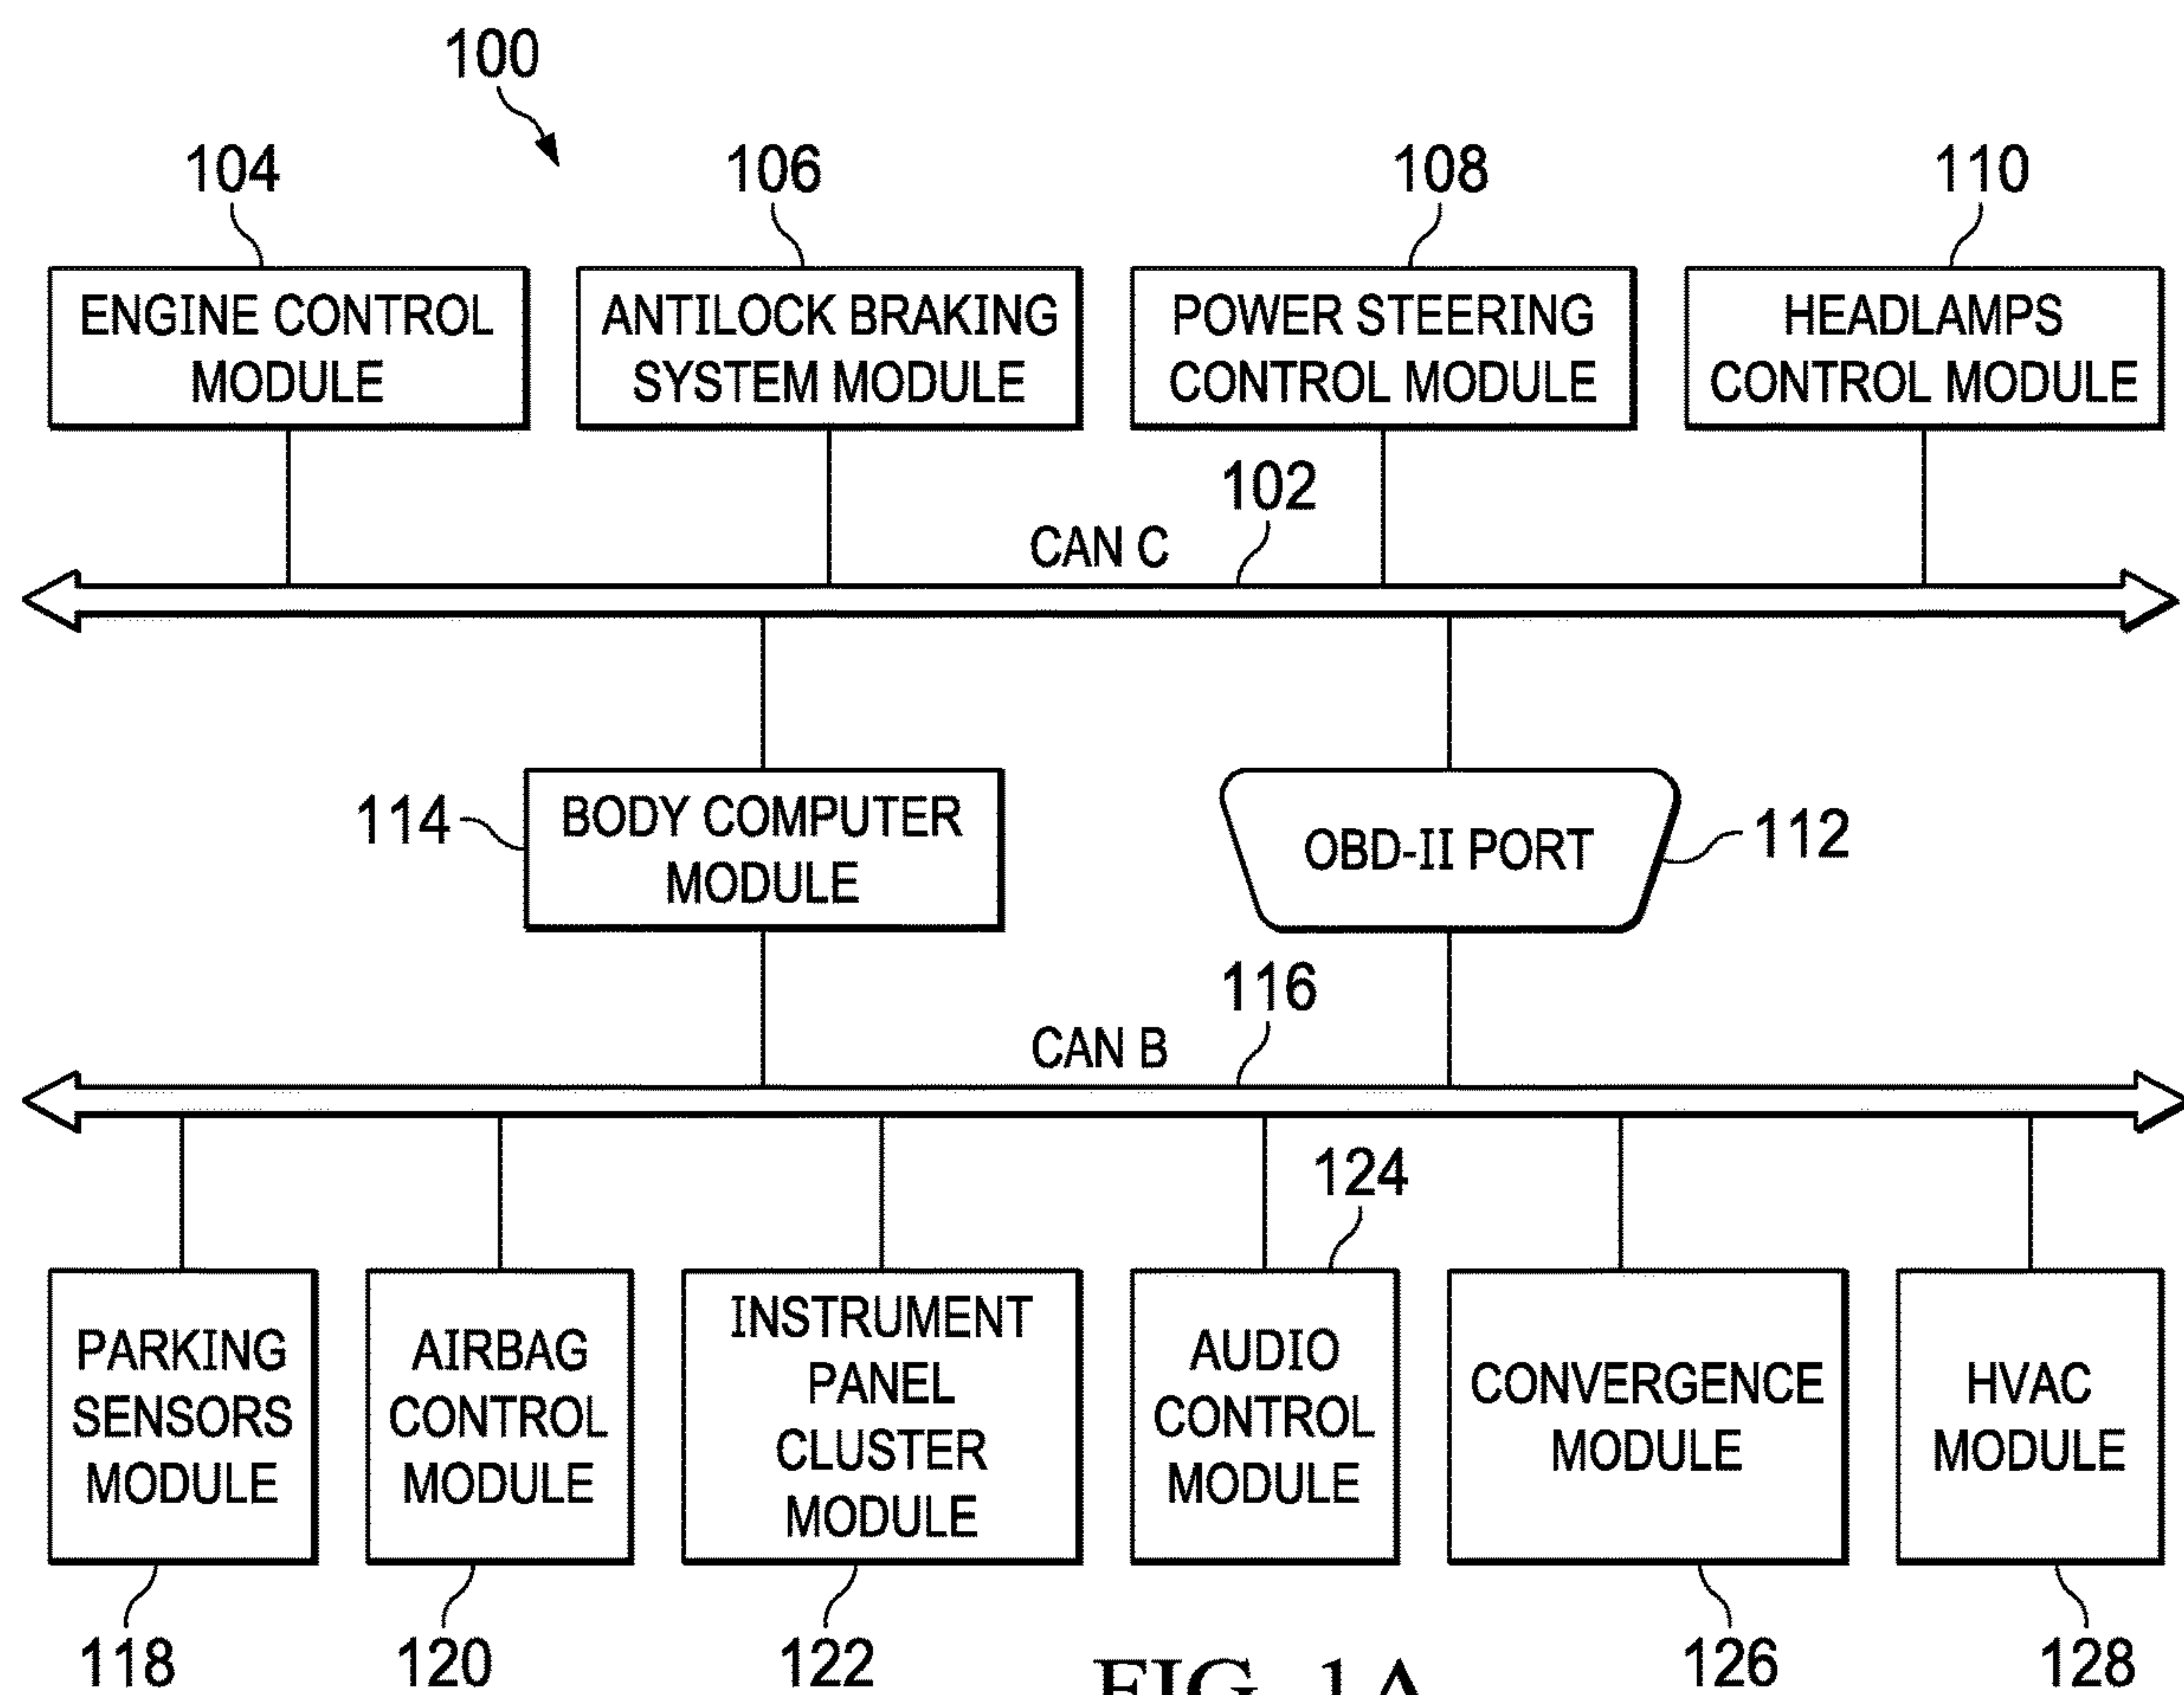 100
104
106
108
110
ENGINE CONTROL
MODULE
ANTILOCK BRAKING
SYSTEM MODULE
POWER STEERING
CONTROL MODULE
HEADLAMPS
CONTROL MODULE
102
CAN C
114
BODY COMPUTER
MODULE
OBD-II PORT
112
116
CAN B
124
PARKING
SENSORS
MODULE
AIRBAG
CONTROL
MODULE
INSTRUMENT
PANEL
CLUSTER
MODULE
AUDIO
CONTROL
MODULE
CONVERGENCE
MODULE
HVAC
MODULE
118
120
122
126
128
FIG. 1A